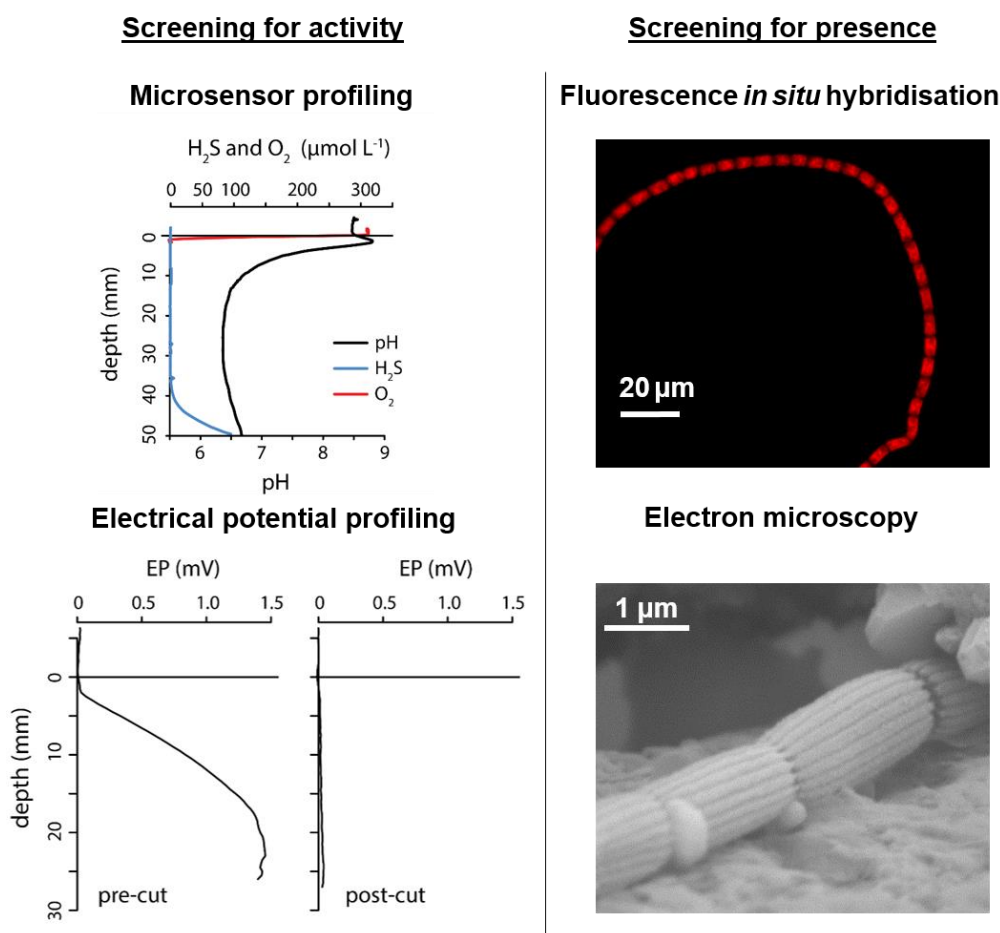 Screening for activity
Screening for presence
Microsensor profiling
Fluorescence in situ hybridisation
H₂S and O₂ (µmol L⁻¹)
0 50 100 200 300
depth (mm)
0
10
20
30
40
50
pH
H₂S
O₂
6 7 8 9
pH
20 µm
Electrical potential profiling
Electron microscopy
EP (mV)
0 0.5 1.0 1.5
depth (mm)
0
10
20
30
pre-cut
EP (mV)
0 0.5 1.0 1.5
post-cut
1 µm